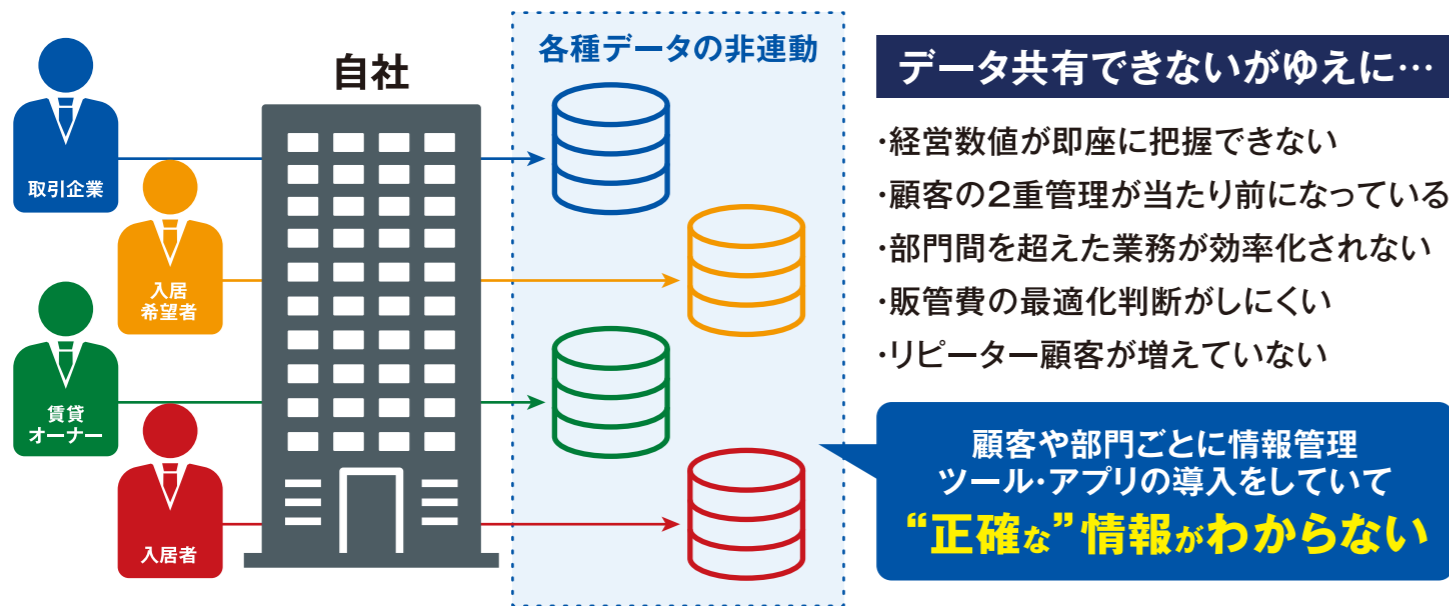 取引企業
入居
希望者
賃貸
オーナー
入居者
自社
各種データの非連動
データ共有できないがゆえに…
・経営数値が即座に把握できない
・顧客の2重管理が当たり前になっている
・部門間を超えた業務が効率化されない
・販管費の最適化判断がしにくい
・リピーター顧客が増えていない
顧客や部門ごとに情報管理
ツール・アプリの導入をしていて
“正確な”情報がわからない